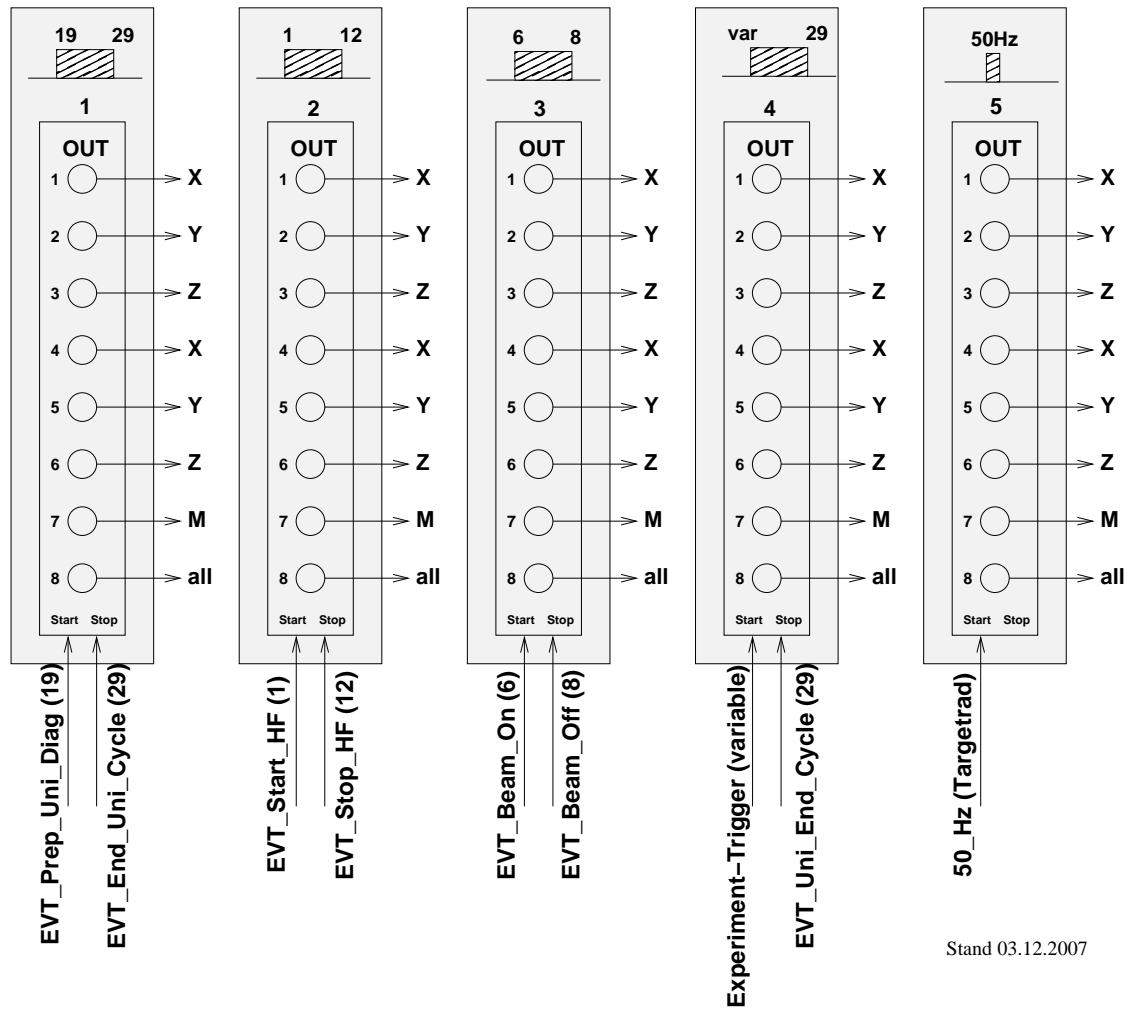 19 29
1
OUT
1 X
2 Y
3 Z
4 X
5 Y
6 Z
7 M
8 all
Start Stop
EVT_Prep_Uni_Diag (19)
EVT_End_Uni_Cycle (29)
1 12
2
OUT
1 X
2 Y
3 Z
4 X
5 Y
6 Z
7 M
8 all
Start Stop
EVT_Start_HF (1)
EVT_Stop_HF (12)
6 8
3
OUT
1 X
2 Y
3 Z
4 X
5 Y
6 Z
7 M
8 all
Start Stop
EVT_Beam_On (6)
EVT_Beam_Off (8)
var 29
4
OUT
1 X
2 Y
3 Z
4 X
5 Y
6 Z
7 M
8 all
Start Stop
Experiment−Trigger (variable)
EVT_Uni_End_Cycle (29)
50Hz
5
OUT
1 X
2 Y
3 Z
4 X
5 Y
6 Z
7 M
8 all
Start Stop
50_Hz (Targetrad)
Stand 03.12.2007